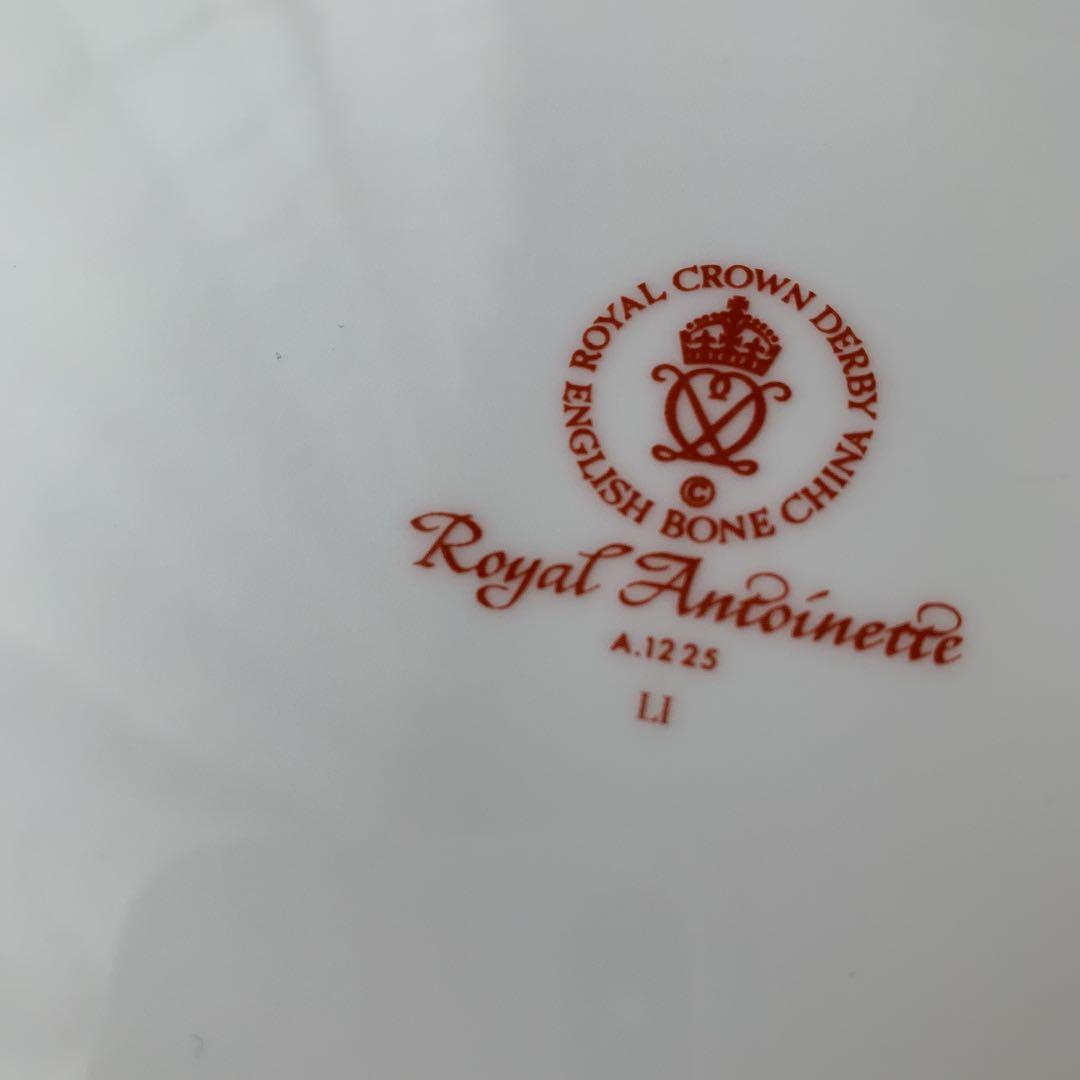 ROYAL CROWN DERBY
ENGLISH BONE CHINA
©
Royal Antoinette
A.1225
LI